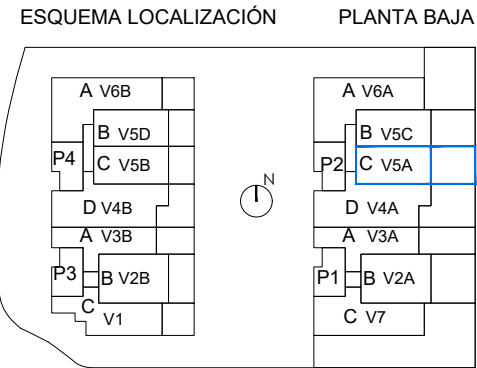 ESQUEMA LOCALIZACIÓN PLANTA BAJA
A V6B A V6A
B V5D B V5C
P4 C V5B P2 C V5A
N
D V4B D V4A
A V3B A V3A
P3 B V2B P1 B V2A
C V1 C V7